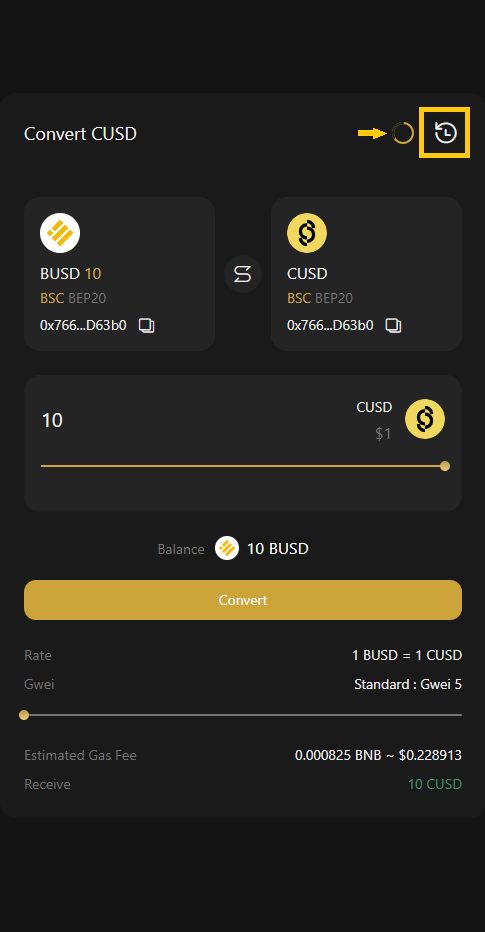 Convert CUSD
BUSD 10
BSC BEP20
0x766...D63b0
CUSD
BSC BEP20
0x766...D63b0
10
CUSD
$1
Balance 10 BUSD
Convert
Rate 1 BUSD = 1 CUSD
Gwei Standard : Gwei 5
Estimated Gas Fee 0.000825 BNB ~ $0.228913
Receive 10 CUSD